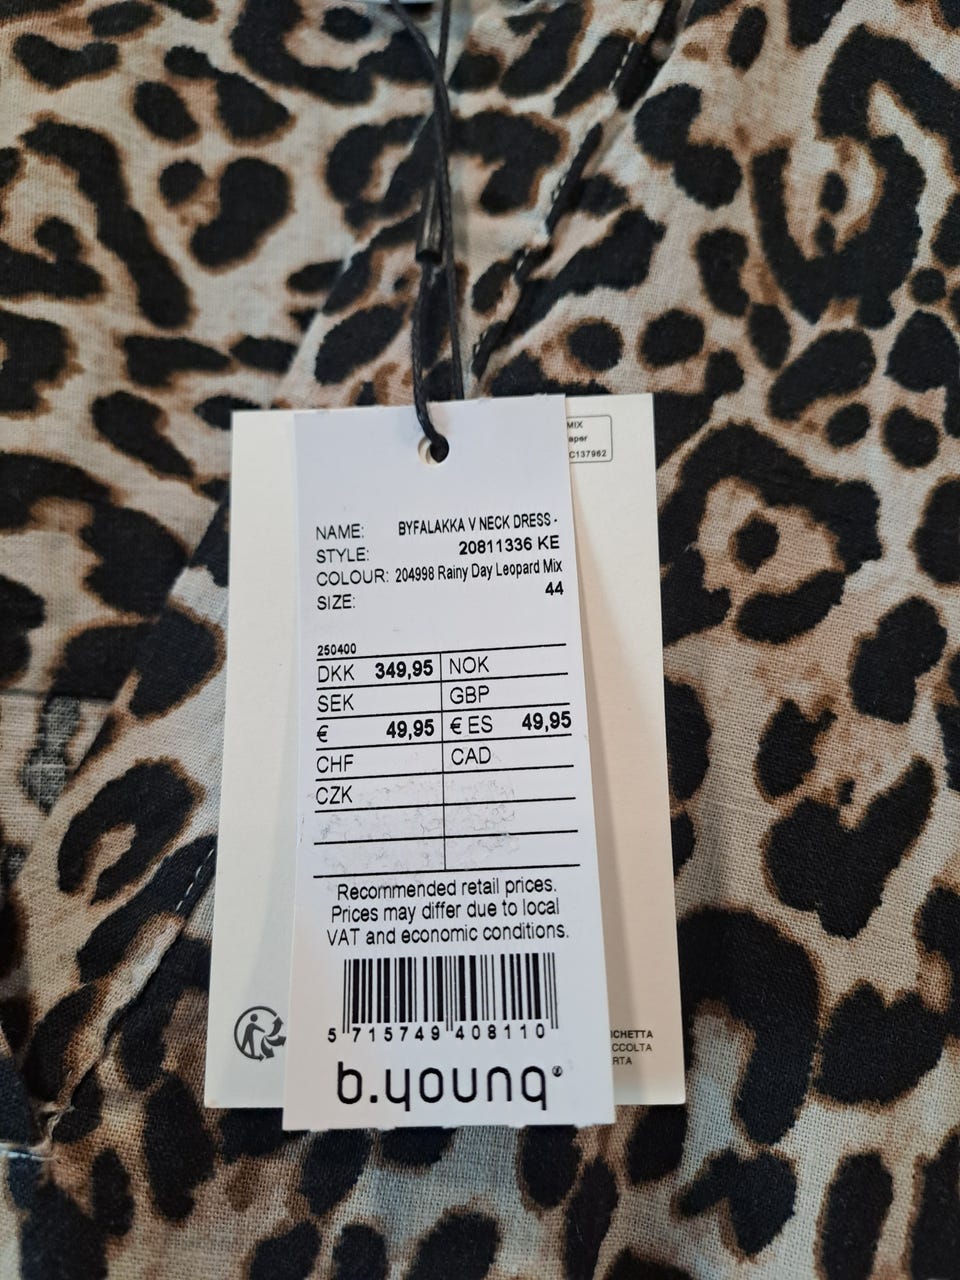 MIX
aper
C137962
NAME: BYFALAKKA V NECK DRESS -
STYLE: 20811336 KE
COLOUR: 204998 Rainy Day Leopard Mix
SIZE: 44
250400
DKK 349,95 NOK
SEK GBP
€ 49,95 € ES 49,95
CHF CAD
CZK
Recommended retail prices.
Prices may differ due to local
VAT and economic conditions.
5 715749 408110
b.young®
ICHETTA
CCOLTA
RTA